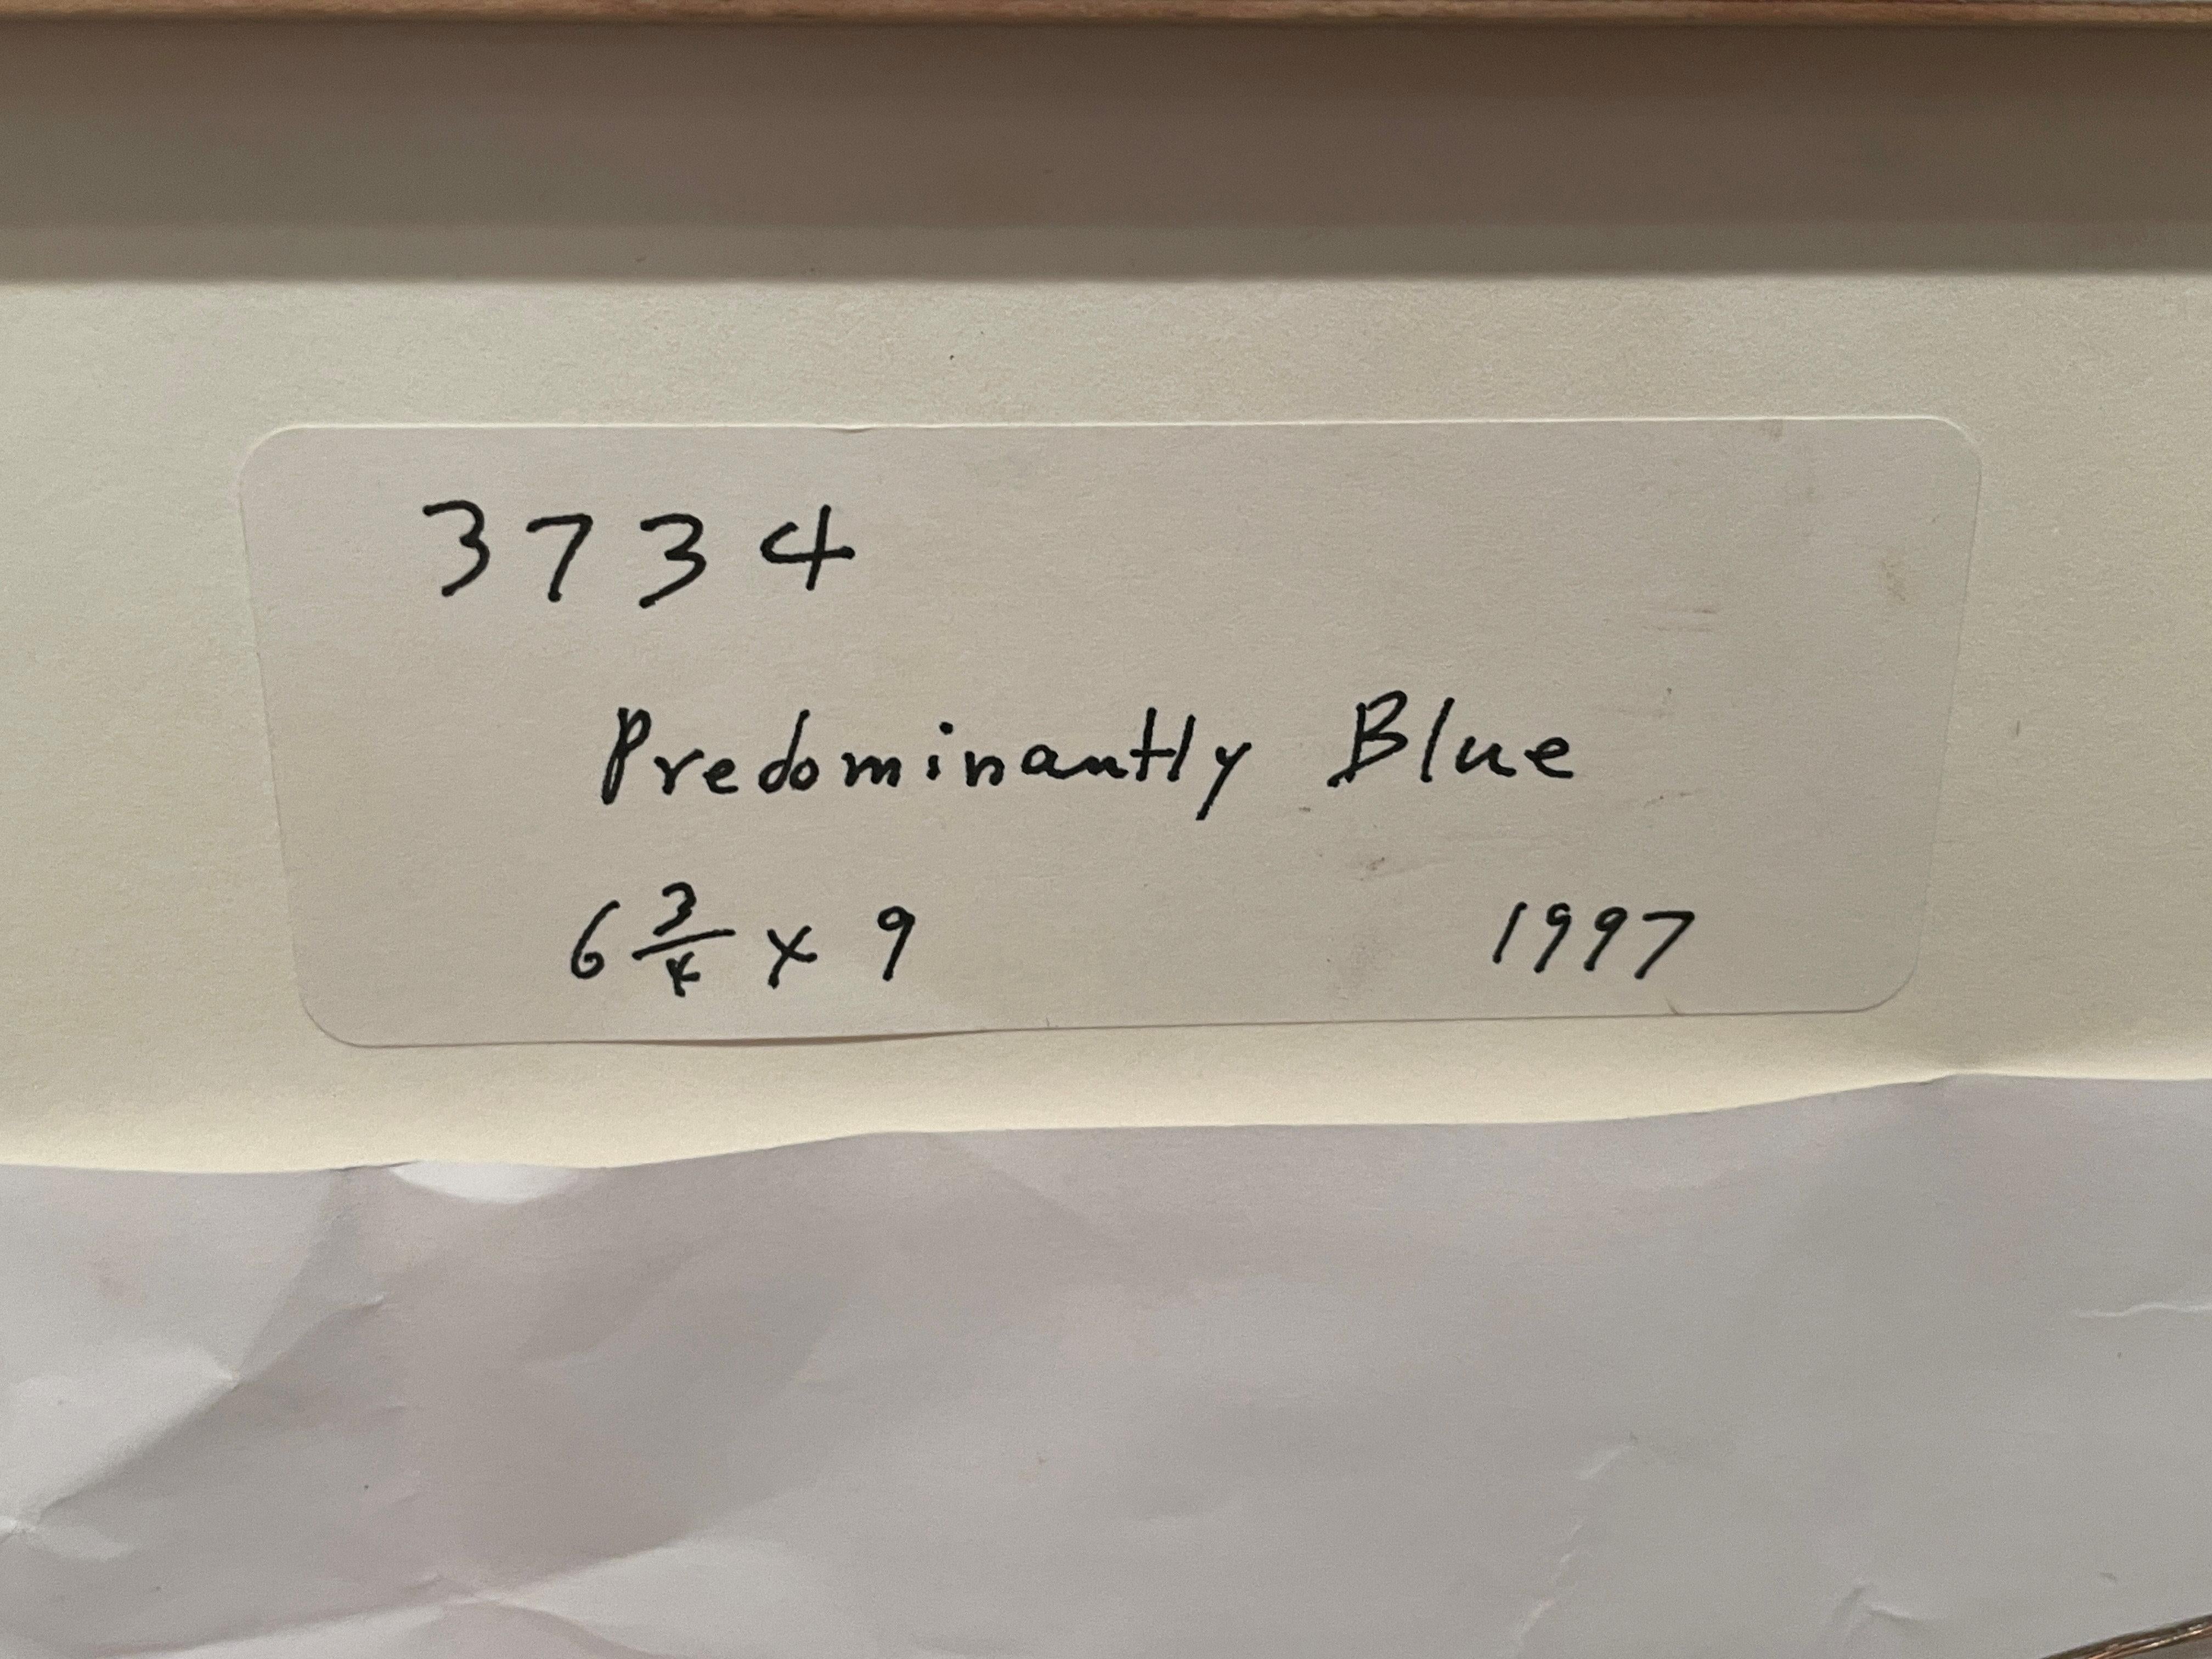 3734
Predominantly Blue
6 3/4 x 9 1997